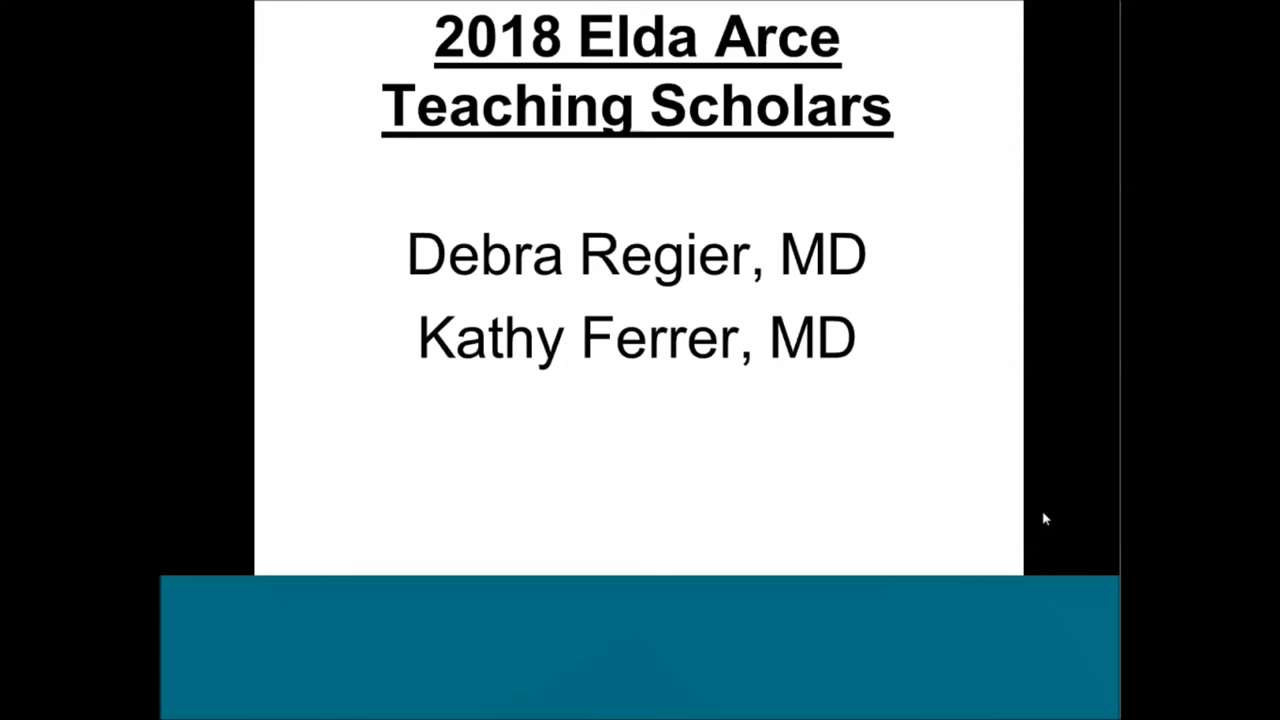 2018 Elda Arce
Teaching Scholars
Debra Regier, MD
Kathy Ferrer, MD